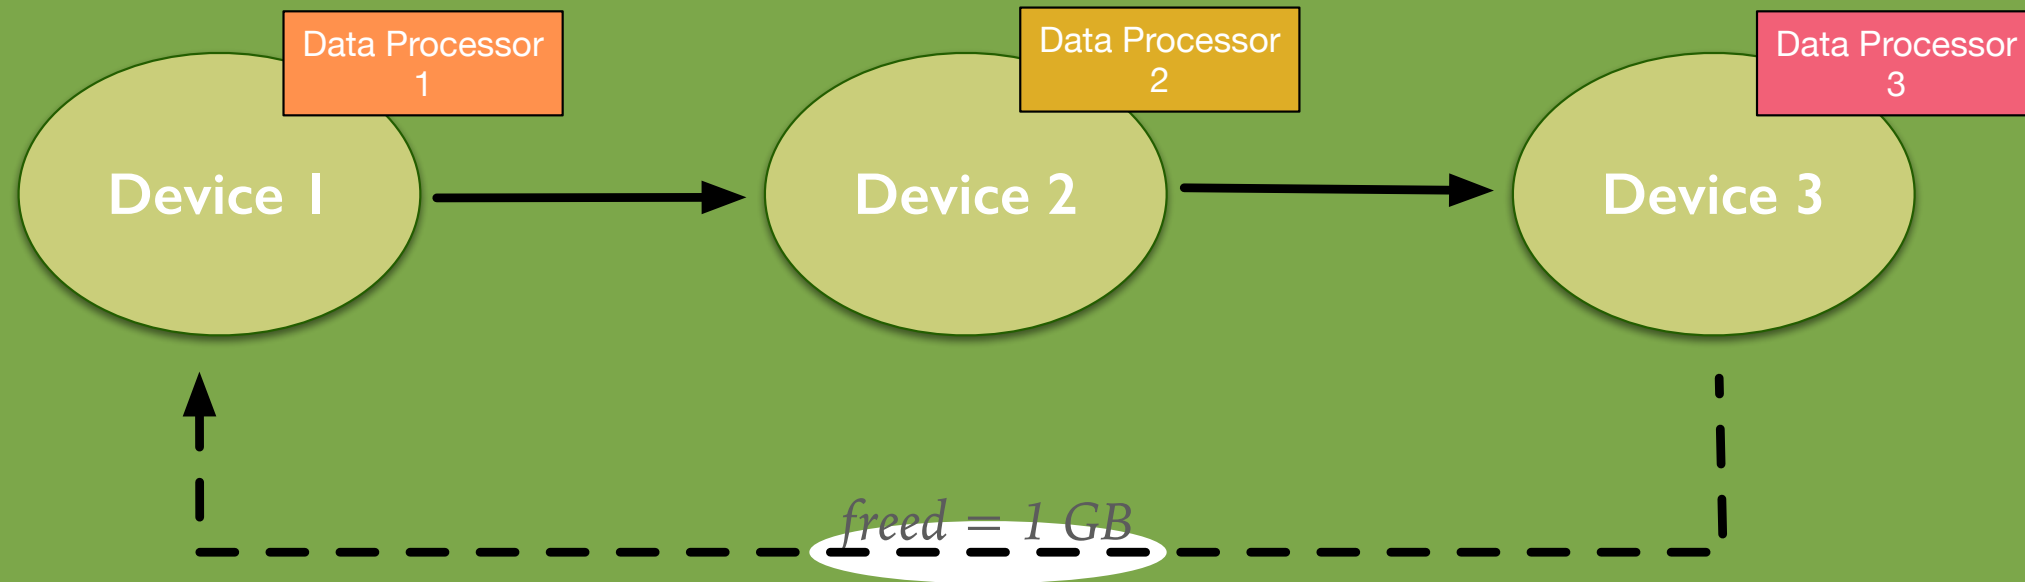 Data Processor
1
Data Processor
2
Data Processor
3
Device 1
Device 2
Device 3
freed = 1 GB